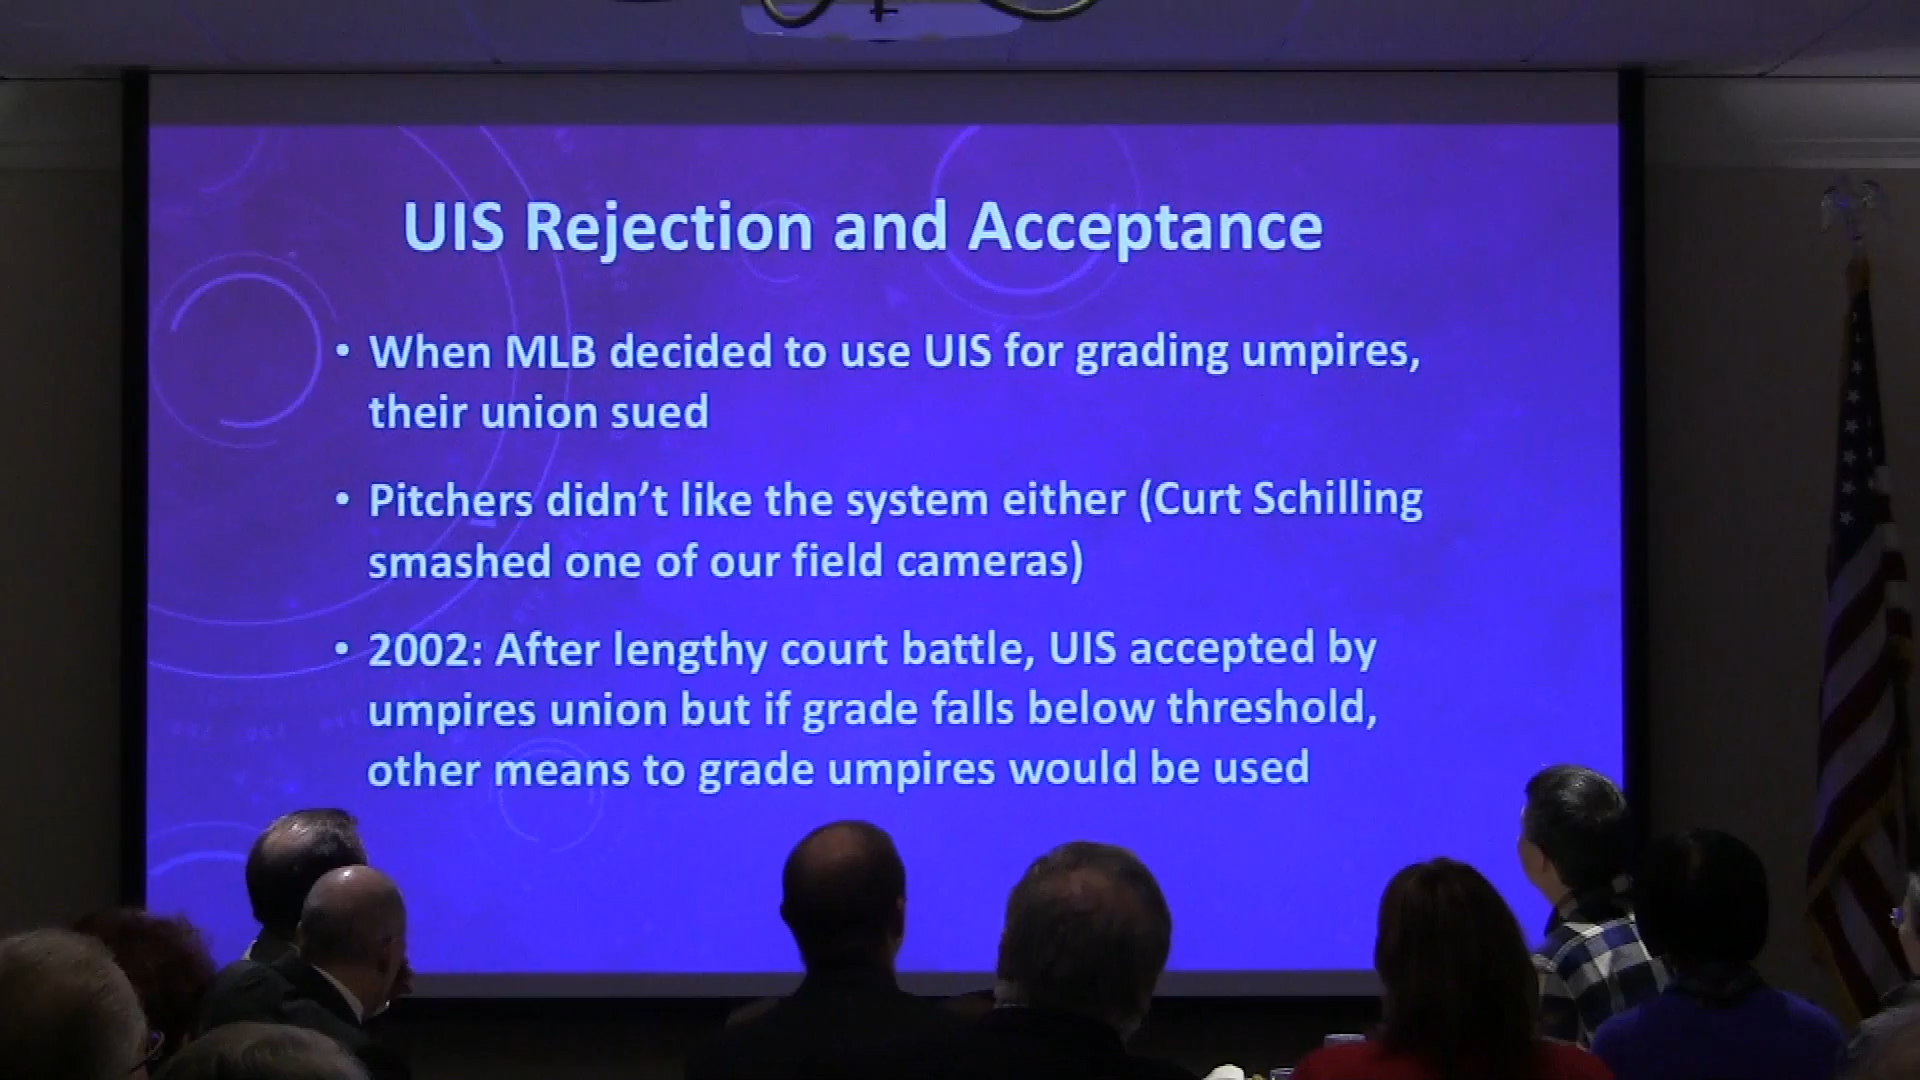 UIS Rejection and Acceptance
• When MLB decided to use UIS for grading umpires,
their union sued
• Pitchers didn’t like the system either (Curt Schilling
smashed one of our field cameras)
• 2002: After lengthy court battle, UIS accepted by
umpires union but if grade falls below threshold,
other means to grade umpires would be used